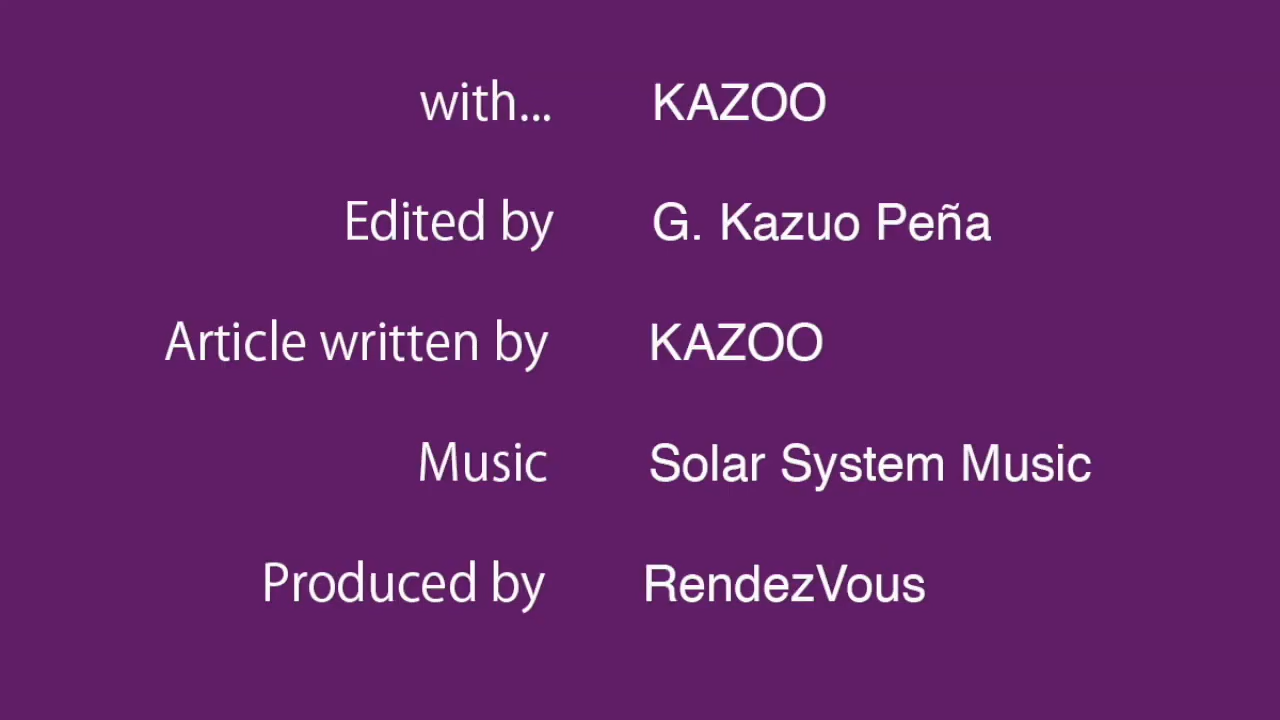 with... KAZOO
Edited by G. Kazuo Peña
Article written by KAZOO
Music Solar System Music
Produced by RendezVous